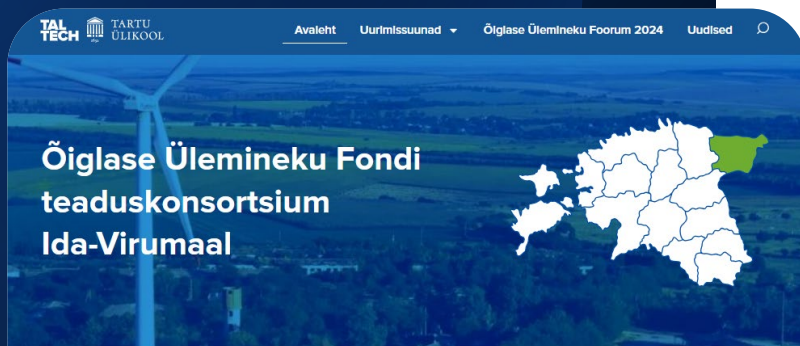 TAL
TECH
TARTU
ÜLIKOOL
Avaleht Uurimissuunad Õiglase Ülemineku Foorum 2024 Uudised
Õiglase Ülemineku Fondi
teaduskonsortsium
Ida-Virumaal